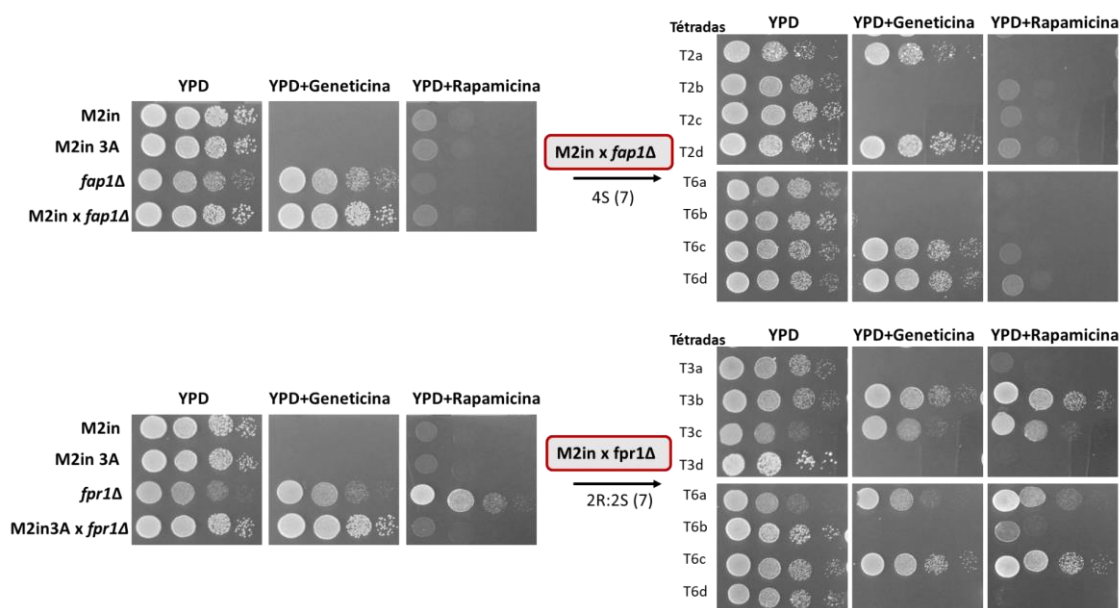 Tétradas
YPD
YPD+Geneticina
YPD+Rapamicina
T2a
T2b
T2c
T2d
T6a
T6b
T6c
T6d
YPD
YPD+Geneticina
YPD+Rapamicina
M2in
M2in 3A
fap1Δ
M2in x fap1Δ
M2in x fap1Δ
4S (7)
Tétradas
YPD
YPD+Geneticina
YPD+Rapamicina
T3a
T3b
T3c
T3d
T6a
T6b
T6c
T6d
YPD
YPD+Geneticina
YPD+Rapamicina
M2in
M2in 3A
fpr1Δ
M2in3A x fpr1Δ
M2in x fpr1Δ
2R:2S (7)